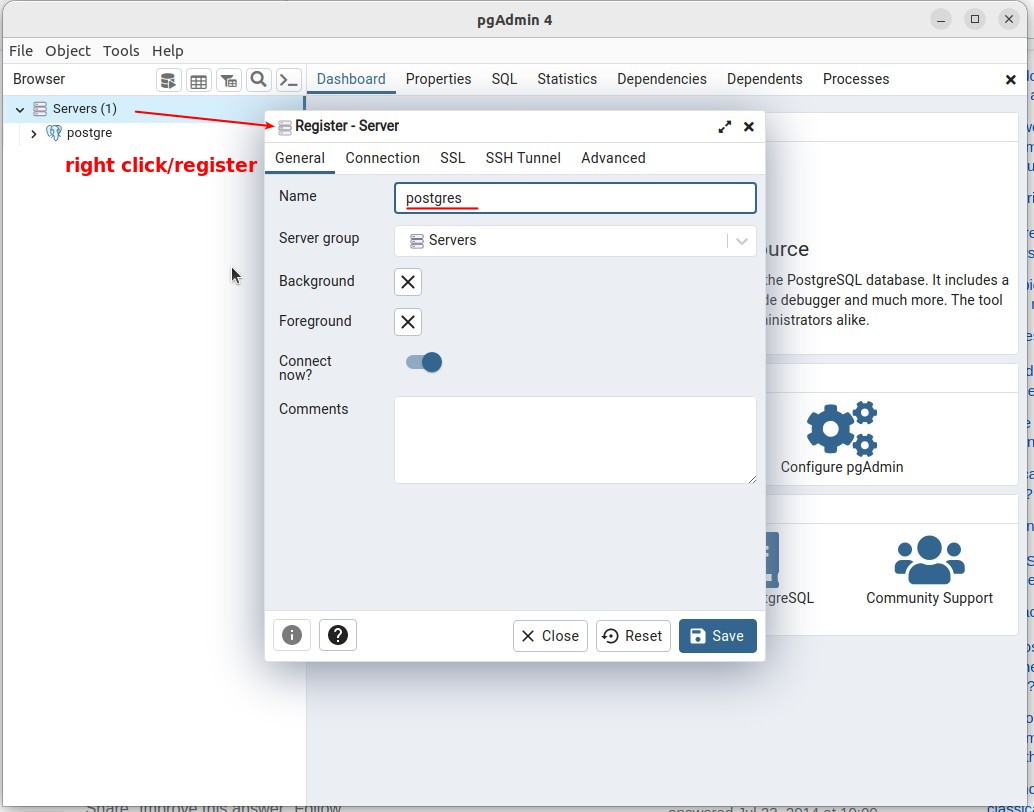 pgAdmin 4
File Object Tools Help
Browser
Dashboard Properties SQL Statistics Dependencies Dependents Processes
Servers (1)
postgre
right click/register
Register - Server
General Connection SSL SSH Tunnel Advanced
Name postgres
Server group Servers
Background
Foreground
Connect
now?
Comments
Close Reset Save
ource
the PostgreSQL database. It includes a
de debugger and much more. The tool
ministrators alike.
Configure pgAdmin
tgreSQL
Community Support
Share Improve this answer Follow
answered Jul 23, 2014 at 10:00
classica